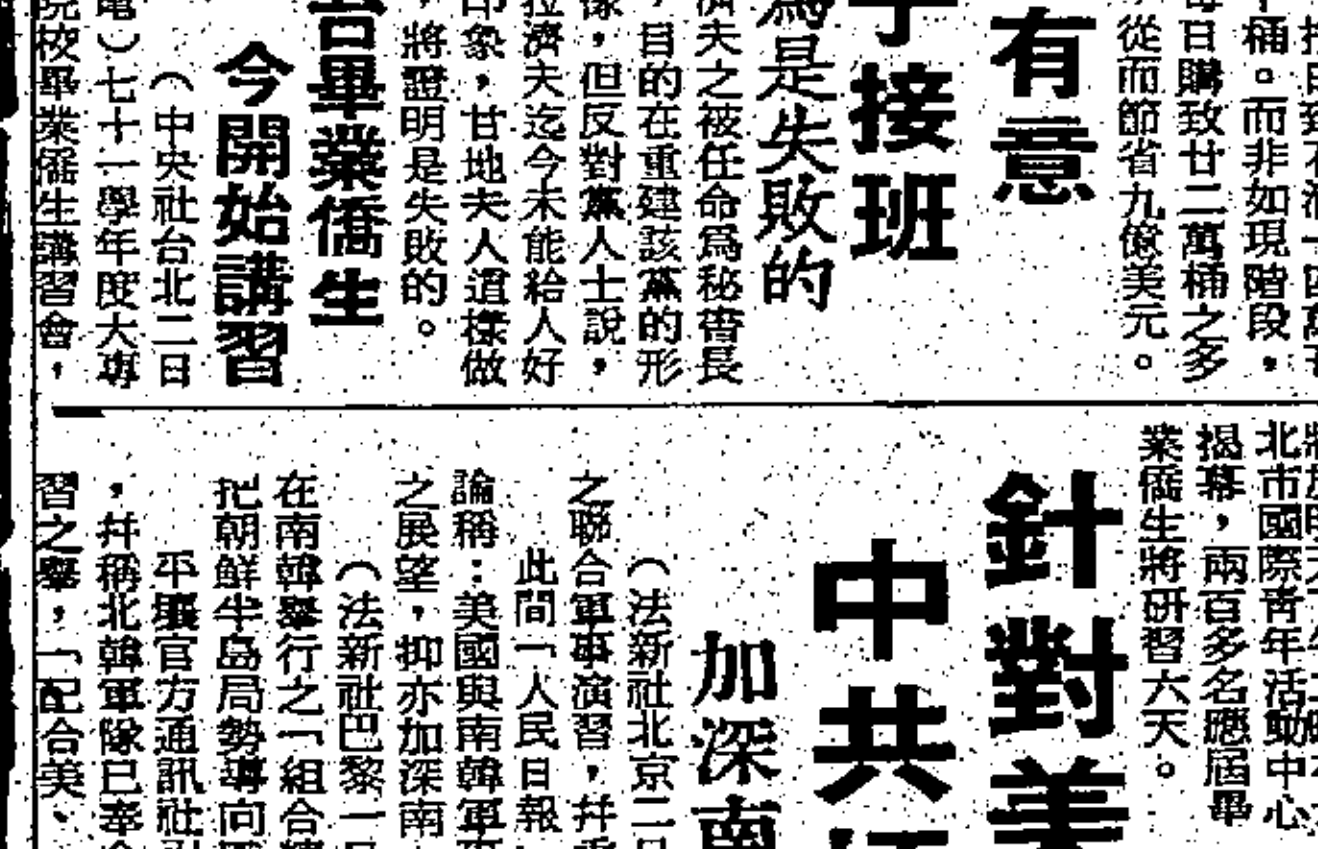 千桶。而非如現階段，
每日購致廿二萬桶之多
，從而節省九億美元。
有意
子接班
為是失敗的
濟夫之被任命爲秘書長
，目的在重建該黨的形
像，但反對黨人士說，
拉濟夫迄今未能給人好
印象，甘地夫人這樣做
，將證明是失敗的。
台畢業僑生
今開始講習
（中央社台北二日
電）七十一學年度大專
院校畢業僑生講習會，
北市國際青年活動中心
揭幕，兩百多名應屆畢
業僑生將研習六天。
針對美
中共
加深南
（法新社北京二日
之聯合軍事演習，幷
此間「人民日報
論稱：美國與南韓軍
之展望，抑亦加深南
（法新社巴黎一日
在南韓舉行之「組合
把朝鮮半島局勢導向
平壤官方通訊社
，幷稱北韓軍隊已奉
習之舉，「配合美、